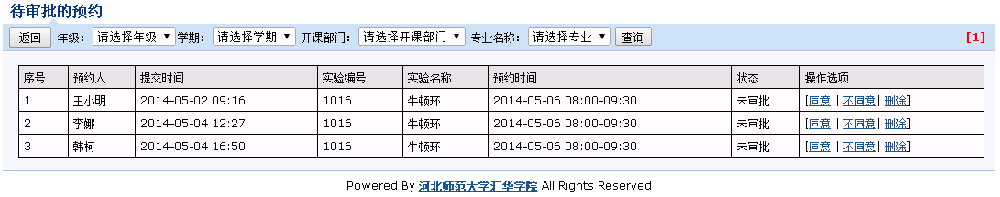 待审批的预约
返回 年级： 请选择年级 学期： 请选择学期 开课部门： 请选择开课部门 专业名称： 请选择专业 查询 [1]
序号 预约人 提交时间 实验编号 实验名称 预约时间 状态 操作选项
1 王小明 2014-05-02 09:16 1016 牛顿环 2014-05-06 08:00-09:30 未审批 [同意 | 不同意| 删除]
2 李娜 2014-05-04 12:27 1016 牛顿环 2014-05-06 08:00-09:30 未审批 [同意 | 不同意| 删除]
3 韩柯 2014-05-04 16:50 1016 牛顿环 2014-05-06 08:00-09:30 未审批 [同意 | 不同意| 删除]
Powered By 河北师范大学汇华学院 All Rights Reserved